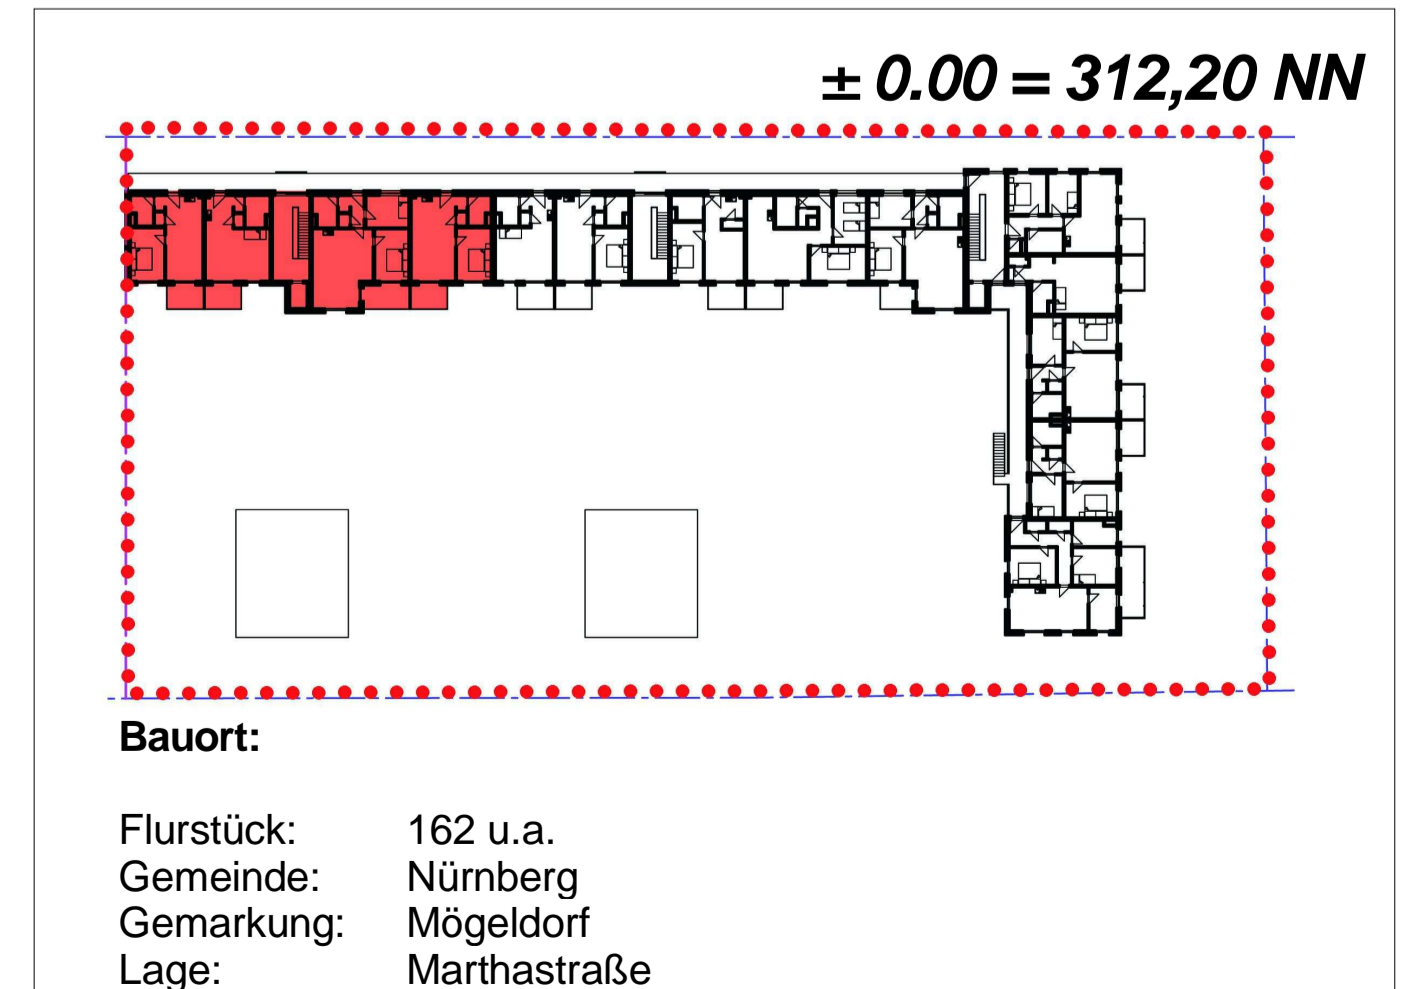 ± 0.00 = 312,20 NN
Bauort:
Flurstück: 162 u.a.
Gemeinde: Nürnberg
Gemarkung: Mögeldorf
Lage: Marthastraße